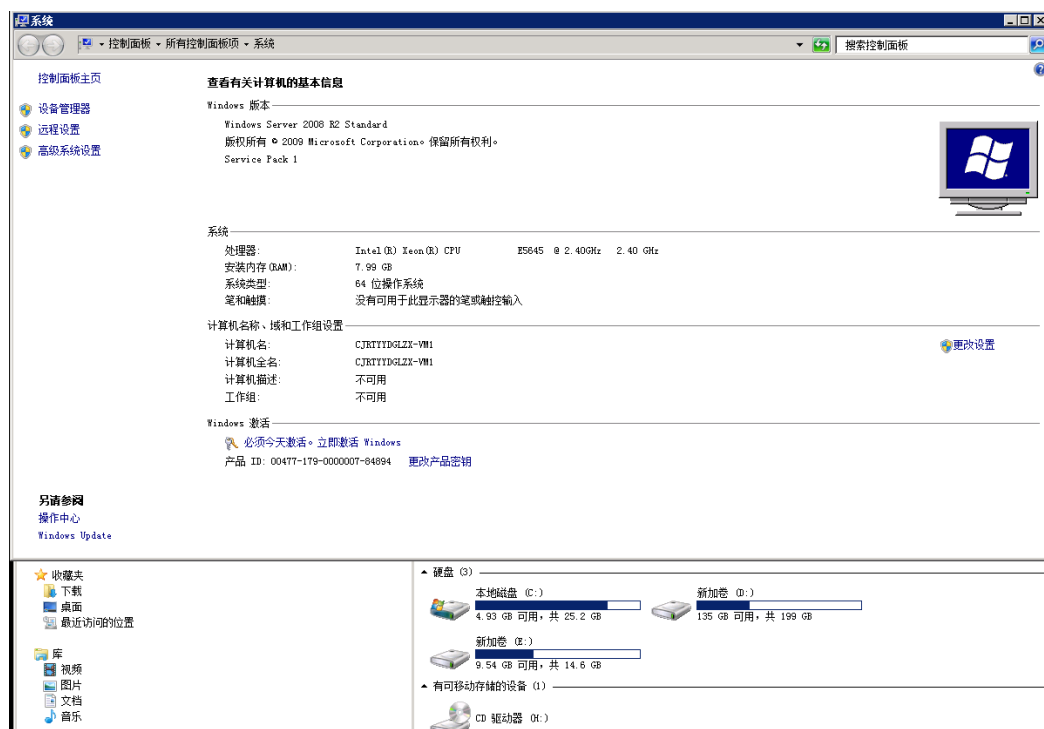 系统
控制面板 所有控制面板项 系统
搜索控制面板
控制面板主页
设备管理器
远程设置
高级系统设置
查看有关计算机的基本信息
Windows 版本
Windows Server 2008 R2 Standard
版权所有 © 2009 Microsoft Corporation。保留所有权利。
Service Pack 1
系统
处理器: Intel(R) Xeon(R) CPU E5645 @ 2.40GHz 2.40 GHz
安装内存(RAM): 7.99 GB
系统类型: 64 位操作系统
笔和触摸: 没有可用于此显示器的笔或触控输入
计算机名称、域和工作组设置
计算机名: CJRTYYDGLZX-VM1
更改设置
计算机全名: CJRTYYDGLZX-VM1
计算机描述: 不可用
工作组: 不可用
Windows 激活
必须今天激活。立即激活 Windows
产品 ID: 00477-179-0000007-84894 更改产品密钥
另请参阅
操作中心
Windows Update
收藏夹
下载
桌面
最近访问的位置
库
视频
图片
文档
音乐
硬盘 (3)
本地磁盘 (C:)
4.93 GB 可用，共 25.2 GB
新加卷 (D:)
135 GB 可用，共 199 GB
新加卷 (E:)
9.54 GB 可用，共 14.6 GB
有可移动存储的设备 (1)
CD 驱动器 (H:)